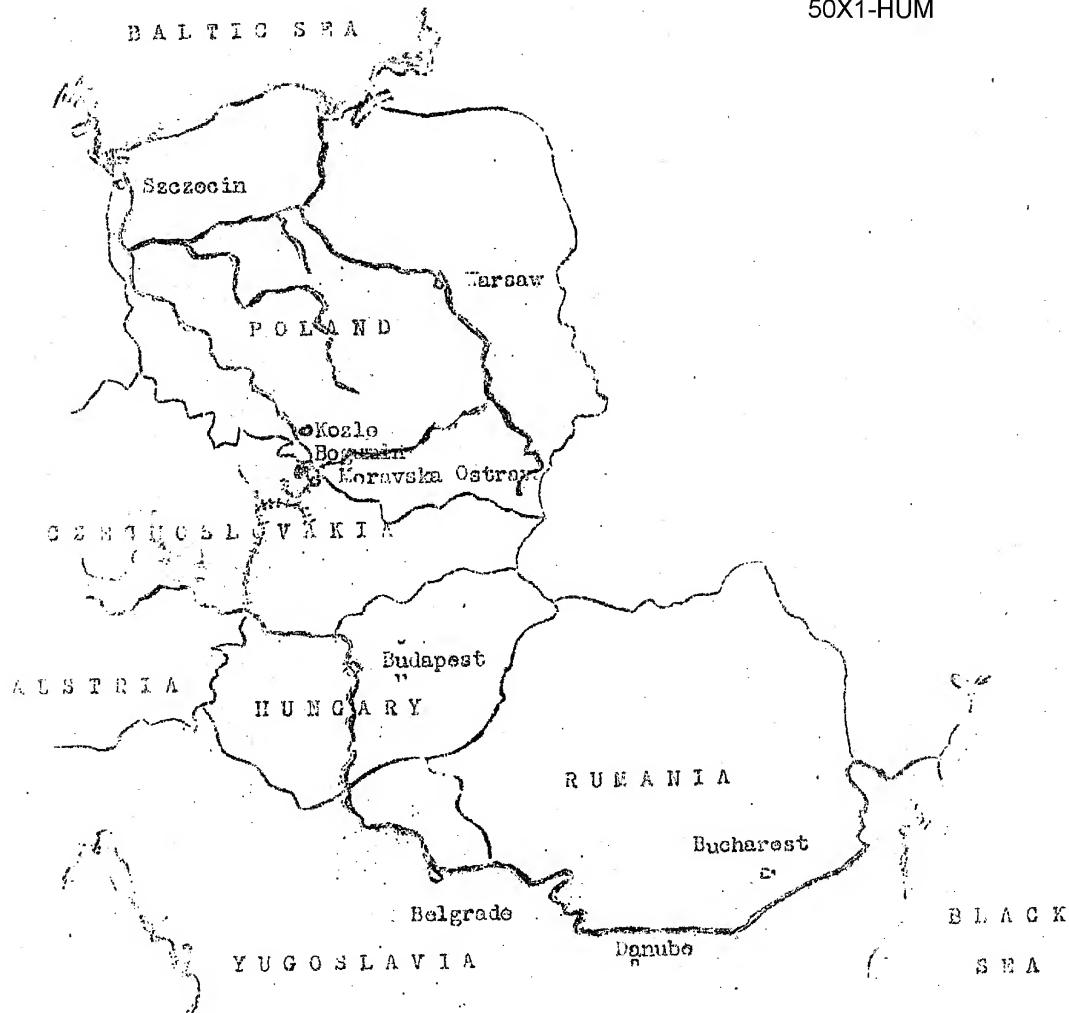 50X1-HUM
BALTIC SEA
Szczecin
Warsaw
POLAND
Kozle
Bogumin
Moravska Ostrava
CZECHOSLOVAKIA
Budapest
AUSTRIA
HUNGARY
RUMANIA
Bucharest
Belgrade
BLACK
Danube
YUGOSLAVIA
SEA